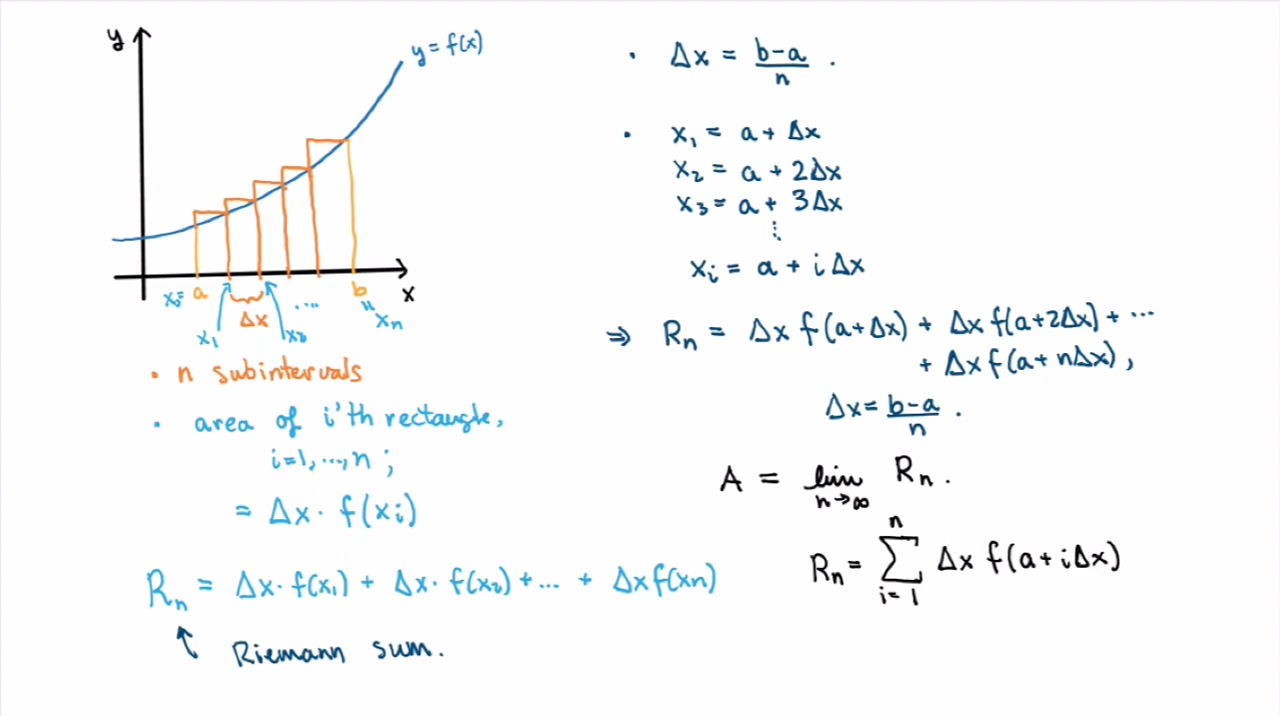 y
y = f(x)
x₀= a
b
x
x₁
Δx
x₂
....
"
xₙ
• n subintervals
• area of i'th rectangle,
i=1,...,n ;
= Δx · f(xᵢ)
Rₙ = Δx· f(x₁) + Δx· f(x₂) + ... + Δx f(xₙ)
↑ Riemann sum.
• Δx = (b-a)/n .
• x₁ = a + Δx
x₂ = a + 2Δx
x₃ = a + 3Δx
⋮
xᵢ = a + i Δx
⇒ Rₙ = Δx f(a+Δx) + Δx f(a+2Δx) + ...
+ Δx f(a + nΔx) ,
Δx = (b-a)/n .
A = lim n→∞ Rₙ .
Rₙ = ∑ i=1 n Δx f(a + iΔx)